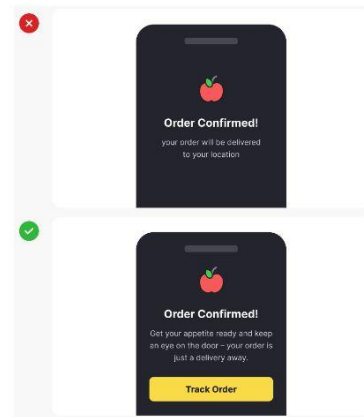 Order Confirmed!
your order will be delivered
to your location
Order Confirmed!
Get your appetite ready and keep
an eye on the door – your order is
just a delivery away.
Track Order